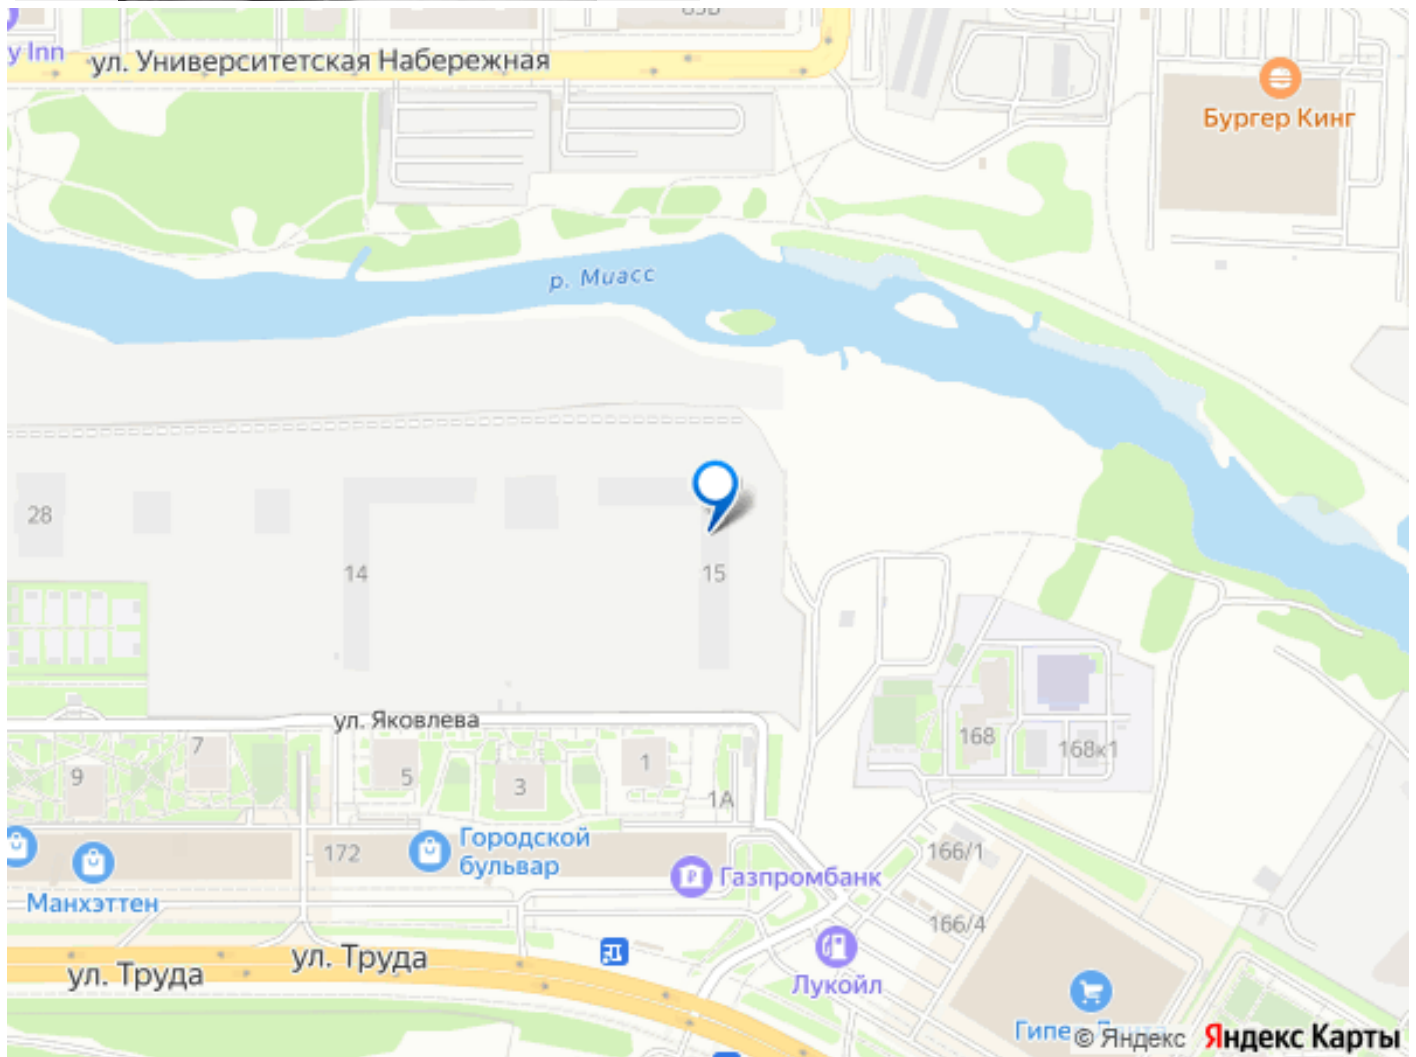 83В
y Inn
ул. Университетская Набережная
Бургер Кинг
р. Миасс
28
14
15
ул. Яковлева
7
9
5
3
1
1А
168
168к1
Городской
бульвар
172
Манхэттен
Газпромбанк
166/1
166/4
ул. Труда
ул. Труда
Лукойл
© Яндекс Яндекс Карты